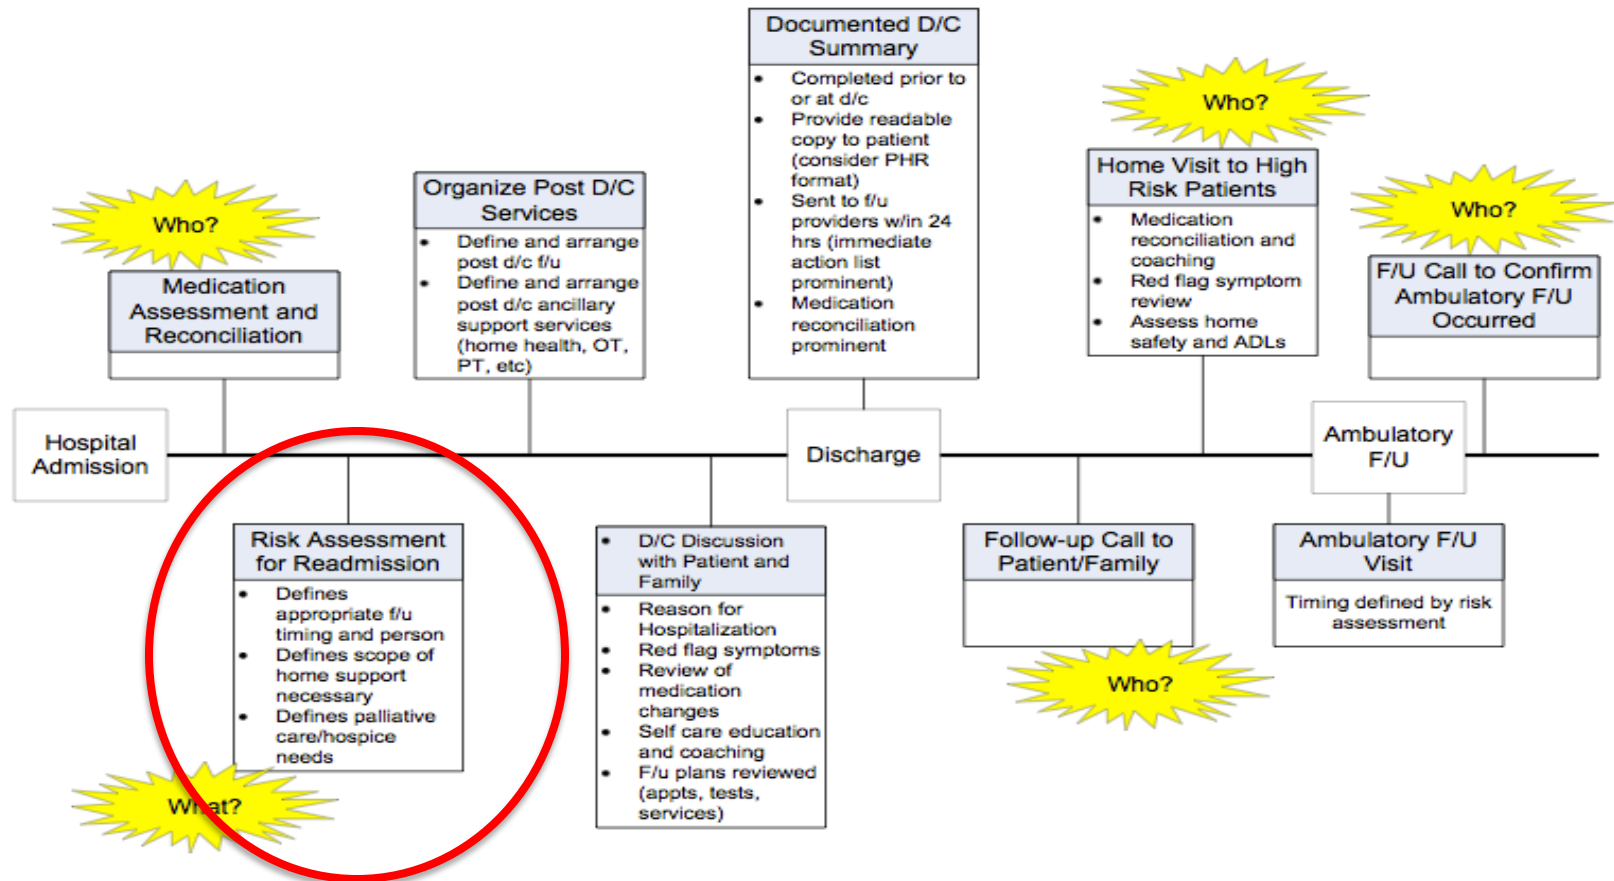 Documented D/C
Summary
• Completed prior to
or at d/c
• Provide readable
copy to patient
(consider PHR
format)
• Sent to f/u
providers w/in 24
hrs (immediate
action list
prominent)
• Medication
reconciliation
prominent
Who?
Home Visit to High
Risk Patients
• Medication
reconciliation and
coaching
• Red flag symptom
review
• Assess home
safety and ADLs
Who?
F/U Call to Confirm
Ambulatory F/U
Occurred
Who?
Medication
Assessment and
Reconciliation
Organize Post D/C
Services
• Define and arrange
post d/c f/u
• Define and arrange
post d/c ancillary
support services
(home health, OT,
PT, etc)
Hospital
Admission
Discharge
Ambulatory
F/U
Risk Assessment
for Readmission
• Defines
appropriate f/u
timing and person
• Defines scope of
home support
necessary
• Defines palliative
care/hospice
needs
What?
• D/C Discussion
with Patient and
Family
• Reason for
Hospitalization
• Red flag symptoms
• Review of
medication
changes
• Self care education
and coaching
• F/u plans reviewed
(appts, tests,
services)
Follow-up Call to
Patient/Family
Who?
Ambulatory F/U
Visit
Timing defined by risk
assessment